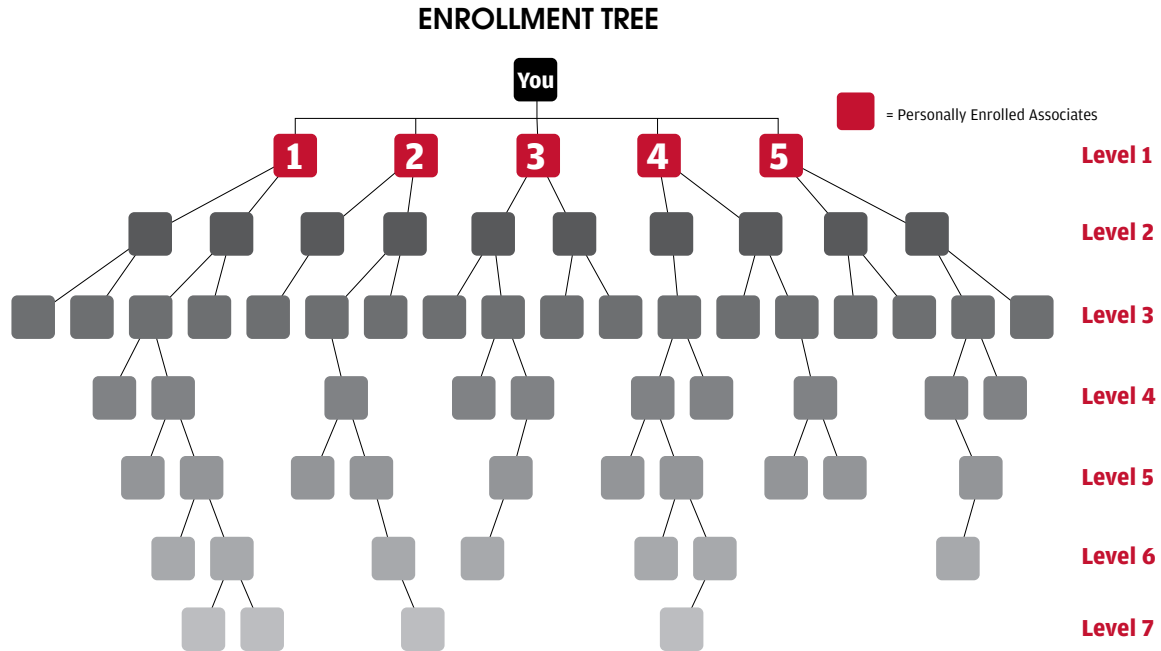 ENROLLMENT TREE
You
= Personally Enrolled Associates
1 2 3 4 5
Level 1
Level 2
Level 3
Level 4
Level 5
Level 6
Level 7